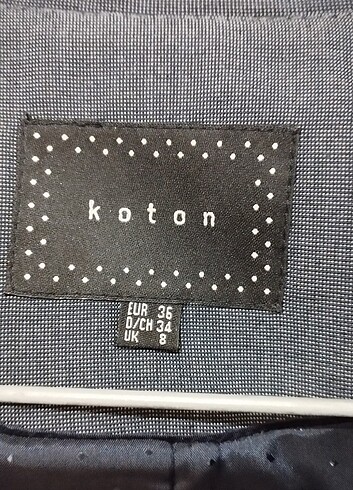 koton
EUR 36
D/CH 34
UK 8